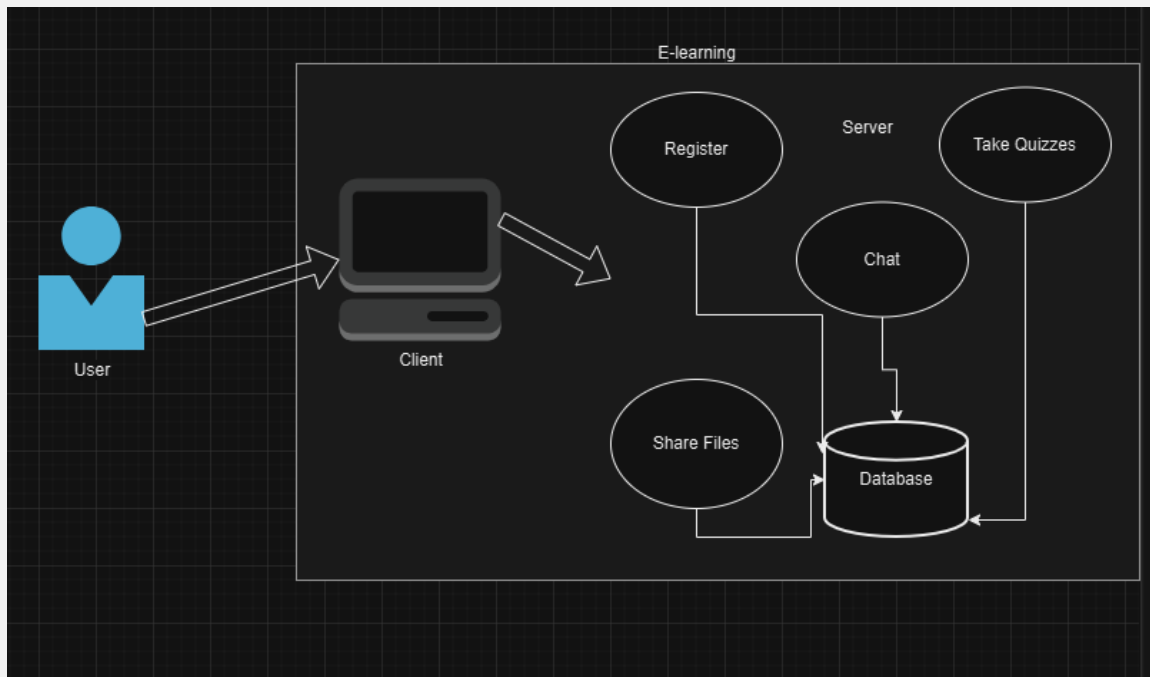 E-learning
Register
Server
Take Quizzes
Chat
User
Client
Share Files
Database